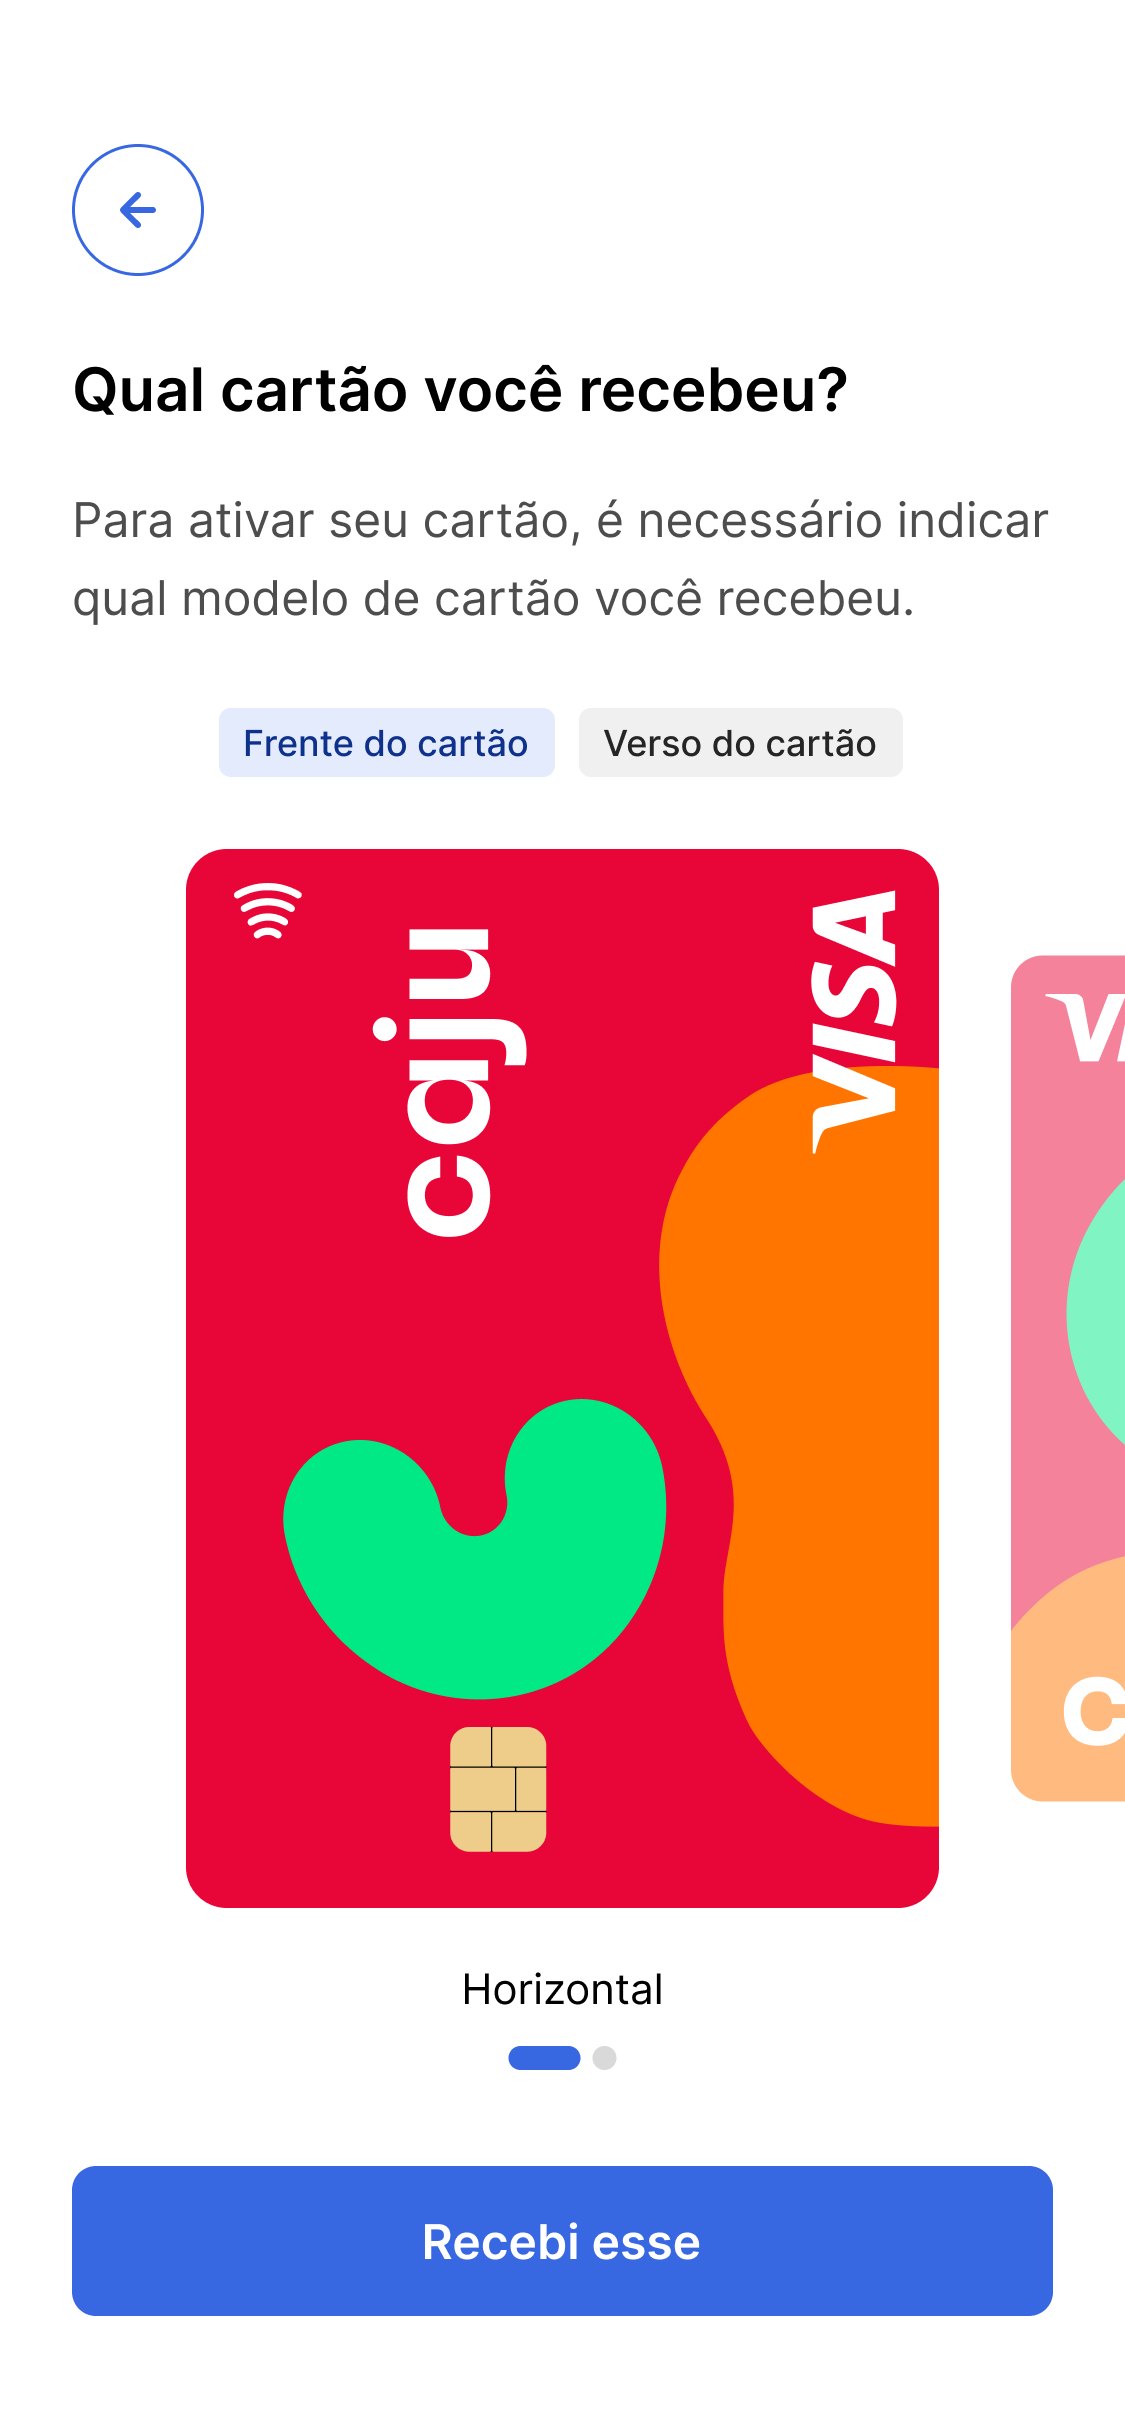 Qual cartão você recebeu?
Para ativar seu cartão, é necessário indicar
qual modelo de cartão você recebeu.
Frente do cartão
Verso do cartão
caju
VISA
Horizontal
Recebi esse